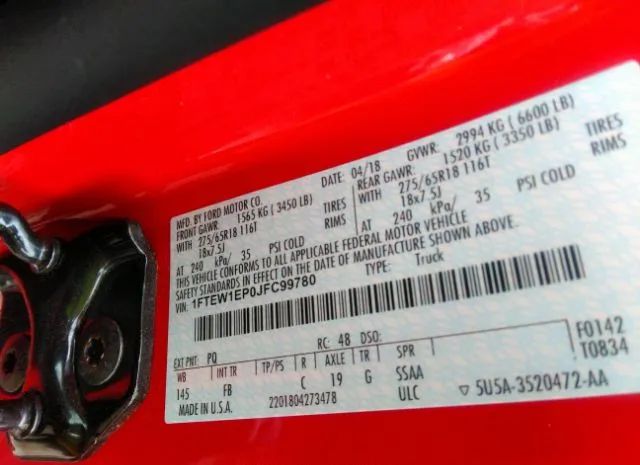 MFD. BY FORD MOTOR CO. DATE: 04/18 GVWR: 2994 KG ( 6600 LB)
FRONT GAWR: 1565 KG ( 3450 LB) REAR GAWR: 1520 KG ( 3350 LB)
WITH 275/65R18 116T TIRES WITH 275/65R18 116T TIRES
18x7.5J RIMS 18x7.5J RIMS
AT 240 kPa/ 35 PSI COLD AT 240 kPa/ 35 PSI COLD
THIS VEHICLE CONFORMS TO ALL APPLICABLE FEDERAL MOTOR VEHICLE
SAFETY STANDARDS IN EFFECT ON THE DATE OF MANUFACTURE SHOWN ABOVE.
VIN: 1FTEW1EP0JFC99780 TYPE: Truck
EXT PNT: PQ RC: 48 DSO: F0142
WB INT TR TP/PS R AXLE TR SPR T0834
145 FB C 19 G SSAA
MADE IN U.S.A. 2201804273478 ULC ▽ 5U5A-3520472-AA